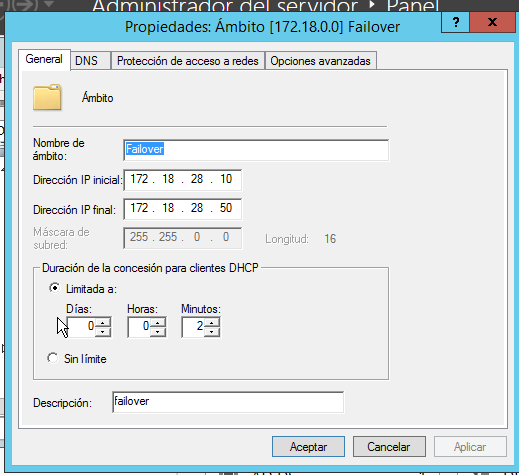 Administrador del servidor ‣ Panel
Propiedades: Ámbito [172.18.0.0] Failover
? x
General DNS Protección de acceso a redes Opciones avanzadas
Ámbito
Nombre de ámbito: Failover
Dirección IP inicial: 172 . 18 . 28 . 10
Dirección IP final: 172 . 18 . 28 . 50
Máscara de subred: 255 . 255 . 0 . 0 Longitud: 16
Duración de la concesión para clientes DHCP
Limitada a:
Días: Horas: Minutos:
0 0 2
Sin límite
Descripción: failover
Aceptar Cancelar Aplicar